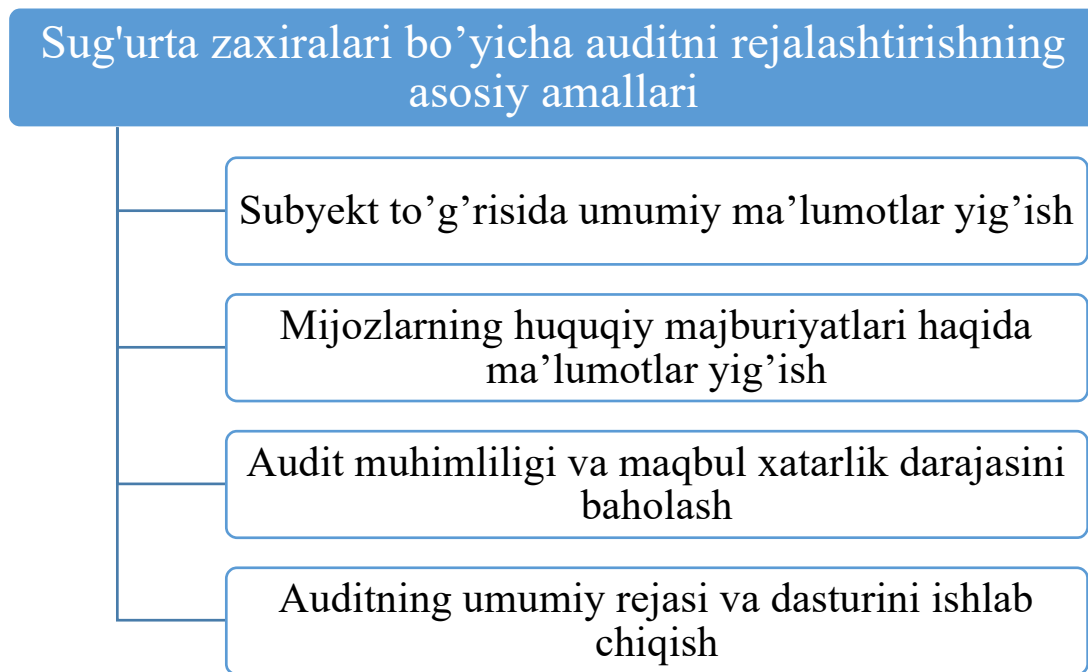 Sug'urta zaxiralari bo’yicha auditni rejalashtirishning
asosiy amallari
Subyekt to’g’risida umumiy ma’lumotlar yig’ish
Mijozlarning huquqiy majburiyatlari haqida
ma’lumotlar yig’ish
Audit muhimliligi va maqbul xatarlik darajasini
baholash
Auditning umumiy rejasi va dasturini ishlab
chiqish